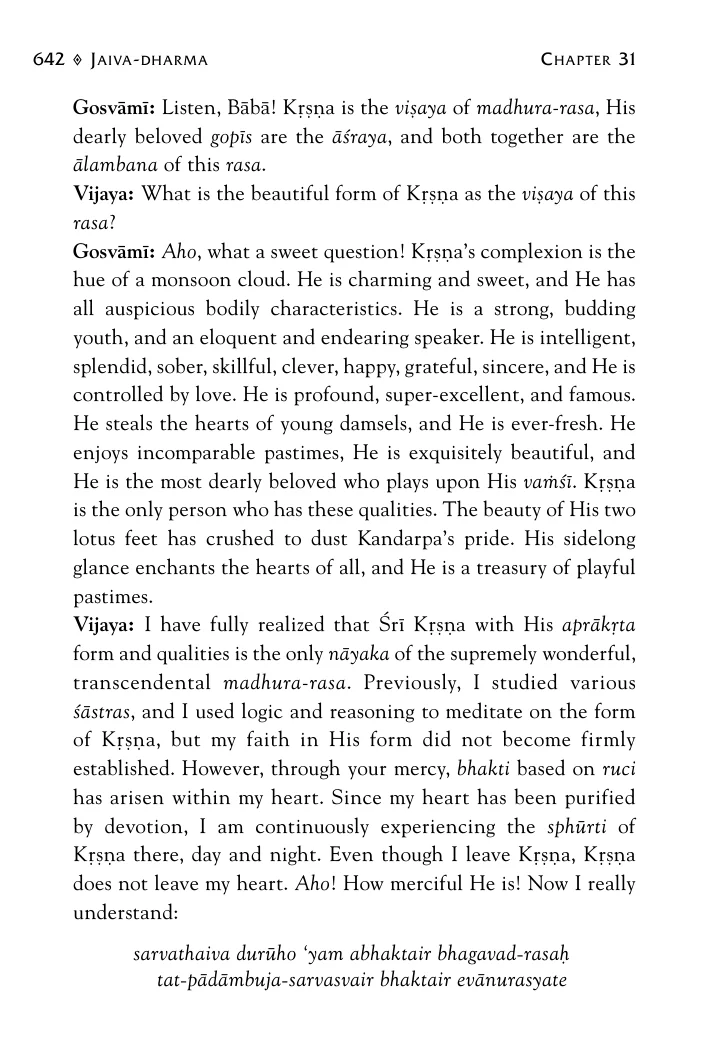 642 ◈ JAIVA-DHARMA CHAPTER 31
Gosvāmī: Listen, Bābā! Kṛṣṇa is the viṣaya of madhura-rasa, His
dearly beloved gopīs are the āśraya, and both together are the
ālambana of this rasa.
Vijaya: What is the beautiful form of Kṛṣṇa as the viṣaya of this
rasa?
Gosvāmī: Aho, what a sweet question! Kṛṣṇa’s complexion is the
hue of a monsoon cloud. He is charming and sweet, and He has
all auspicious bodily characteristics. He is a strong, budding
youth, and an eloquent and endearing speaker. He is intelligent,
splendid, sober, skillful, clever, happy, grateful, sincere, and He is
controlled by love. He is profound, super-excellent, and famous.
He steals the hearts of young damsels, and He is ever-fresh. He
enjoys incomparable pastimes, He is exquisitely beautiful, and
He is the most dearly beloved who plays upon His vaṁśī. Kṛṣṇa
is the only person who has these qualities. The beauty of His two
lotus feet has crushed to dust Kandarpa’s pride. His sidelong
glance enchants the hearts of all, and He is a treasury of playful
pastimes.
Vijaya: I have fully realized that Śrī Kṛṣṇa with His aprākṛta
form and qualities is the only nāyaka of the supremely wonderful,
transcendental madhura-rasa. Previously, I studied various
śāstras, and I used logic and reasoning to meditate on the form
of Kṛṣṇa, but my faith in His form did not become firmly
established. However, through your mercy, bhakti based on ruci
has arisen within my heart. Since my heart has been purified
by devotion, I am continuously experiencing the sphūrti of
Kṛṣṇa there, day and night. Even though I leave Kṛṣṇa, Kṛṣṇa
does not leave my heart. Aho! How merciful He is! Now I really
understand:
sarvathaiva durūho ‘yam abhaktair bhagavad-rasaḥ
tat-pādāmbuja-sarvasvair bhaktair evānurasyate